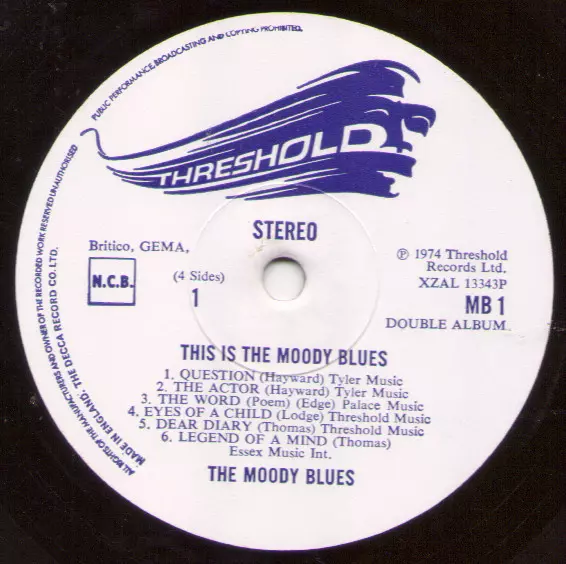 PUBLIC PERFORMANCE, BROADCASTING AND COPYING PROHIBITED.
ALL RIGHTS OF THE MANUFACTURERS AND OWNER OF THE RECORDED WORK RESERVED UNAUTHORISED
MADE IN ENGLAND. THE DECCA RECORD CO. LTD.
THRESHOLD
STEREO
Britico, GEMA,
N.C.B.
(4 Sides)
1
℗ 1974 Threshold
Records Ltd.
XZAL 13343P
MB 1
DOUBLE ALBUM
THIS IS THE MOODY BLUES
1. QUESTION (Hayward) Tyler Music
2. THE ACTOR (Hayward) Tyler Music
3. THE WORD (Poem) (Edge) Palace Music
4. EYES OF A CHILD (Lodge) Threshold Music
5. DEAR DIARY (Thomas) Threshold Music
6. LEGEND OF A MIND (Thomas)
Essex Music Int.
THE MOODY BLUES